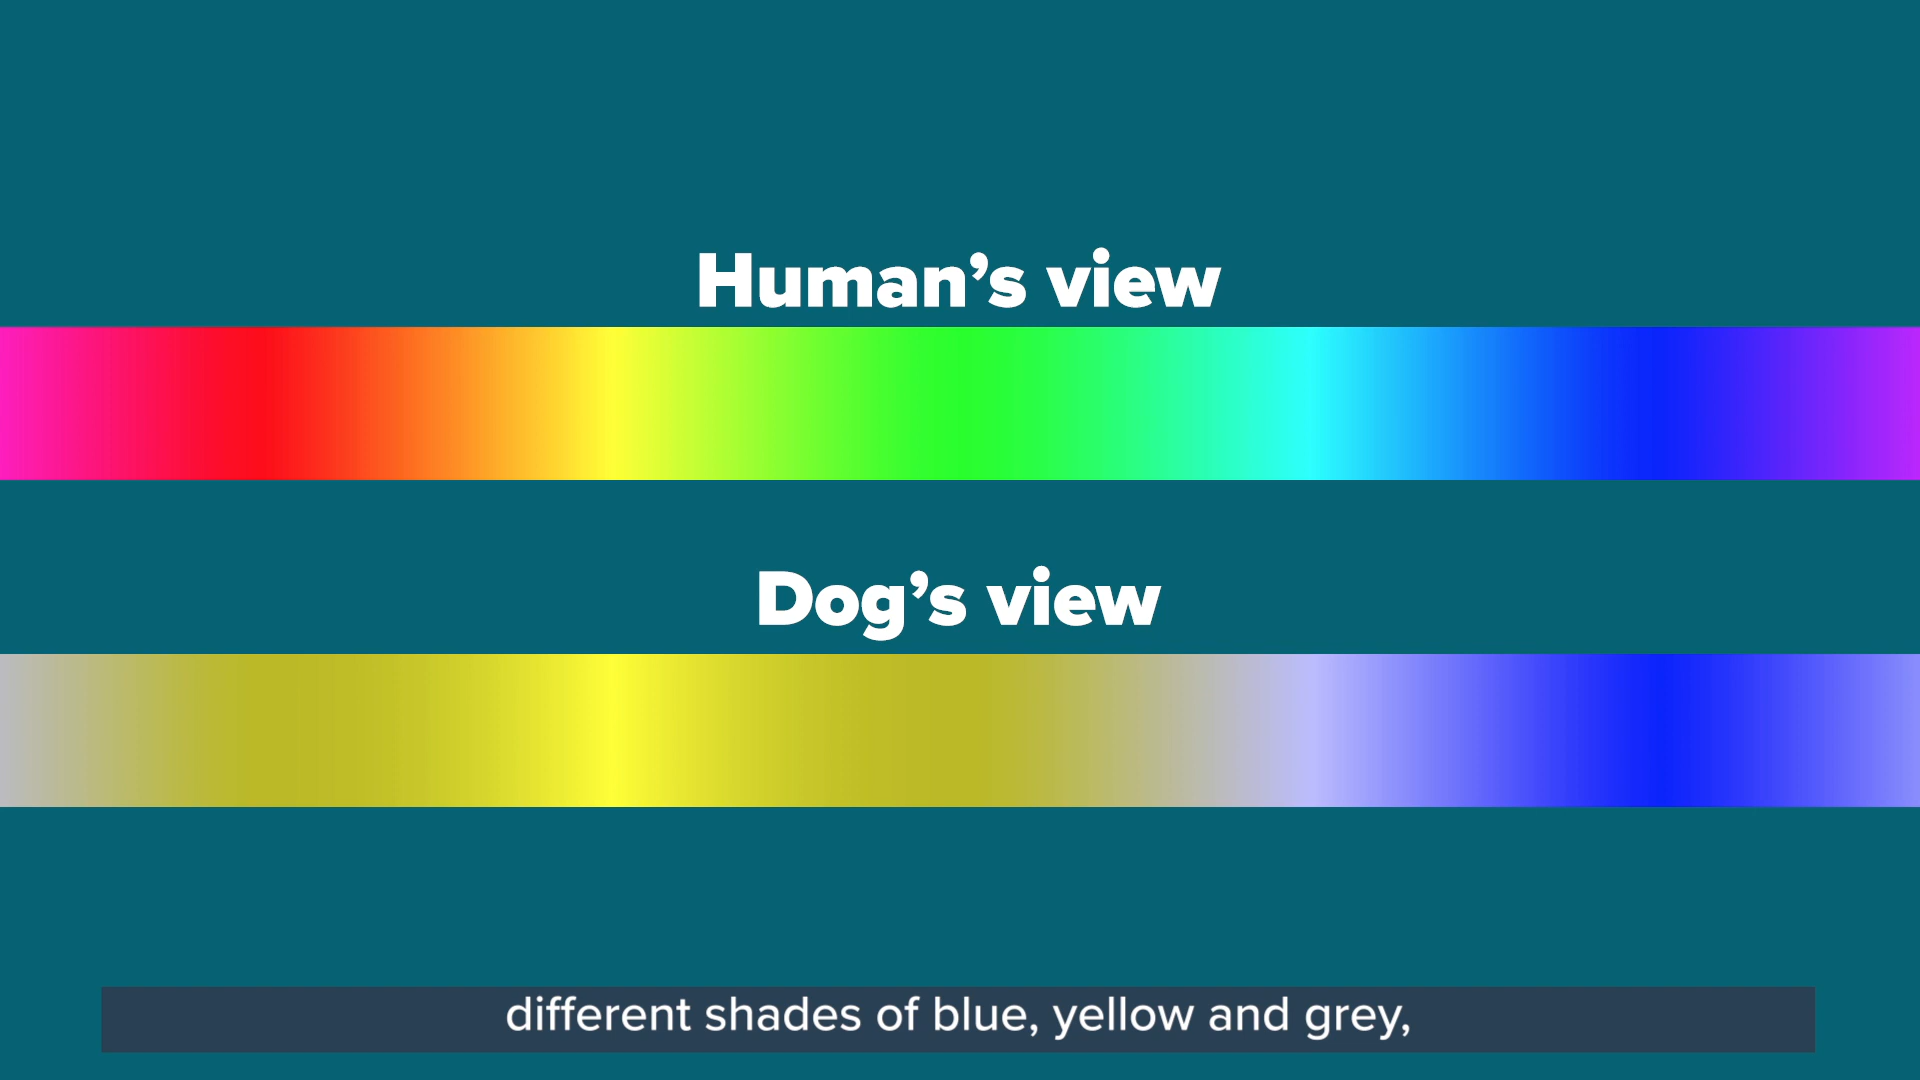 Human’s view
Dog’s view
different shades of blue, yellow and grey,